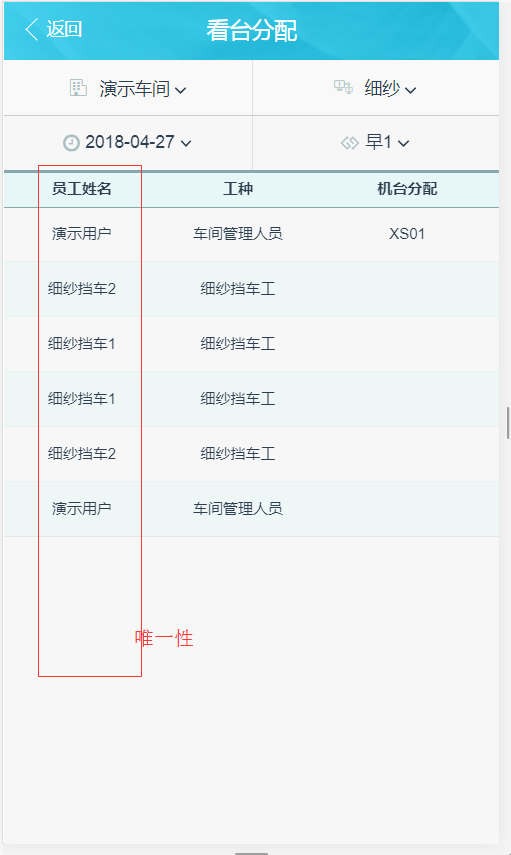 返回 看台分配
演示车间 细纱
2018-04-27 早1
员工姓名 工种 机台分配
演示用户 车间管理人员 XS01
细纱挡车2 细纱挡车工
细纱挡车1 细纱挡车工
细纱挡车1 细纱挡车工
细纱挡车2 细纱挡车工
演示用户 车间管理人员
唯一性